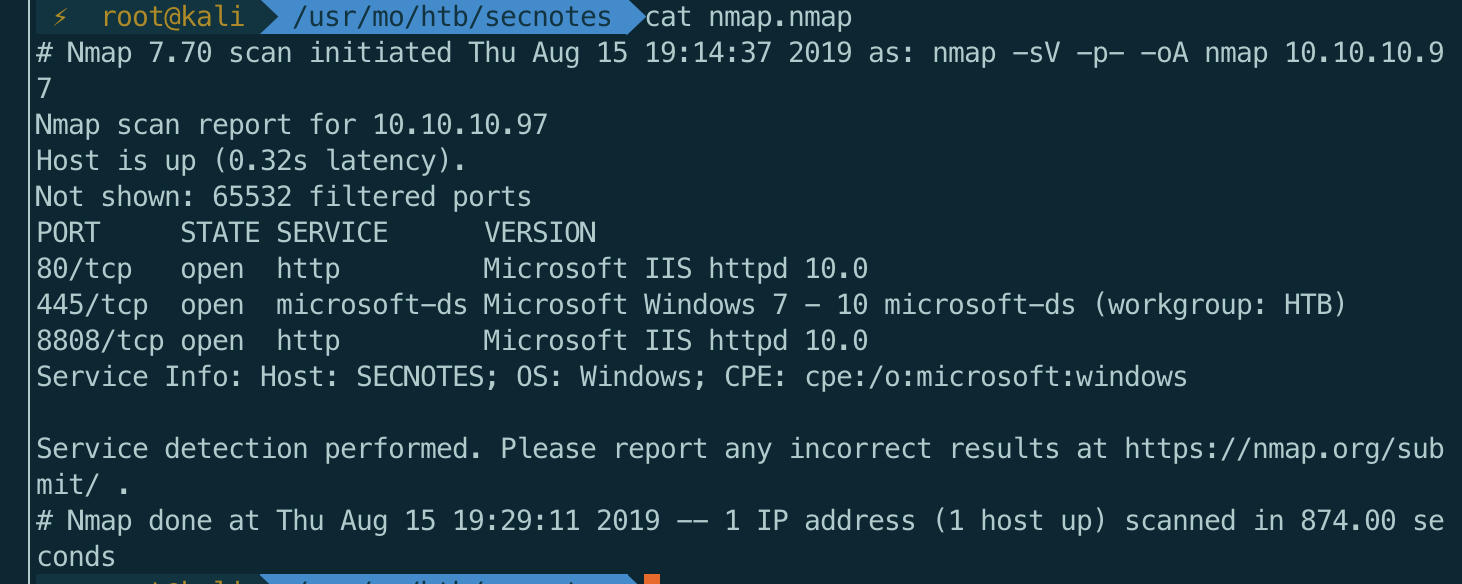 ⚡ root@kali /usr/mo/htb/secnotes cat nmap.nmap
# Nmap 7.70 scan initiated Thu Aug 15 19:14:37 2019 as: nmap -sV -p- -oA nmap 10.10.10.9
7
Nmap scan report for 10.10.10.97
Host is up (0.32s latency).
Not shown: 65532 filtered ports
PORT     STATE SERVICE      VERSION
80/tcp   open  http         Microsoft IIS httpd 10.0
445/tcp  open  microsoft-ds Microsoft Windows 7 - 10 microsoft-ds (workgroup: HTB)
8808/tcp open  http         Microsoft IIS httpd 10.0
Service Info: Host: SECNOTES; OS: Windows; CPE: cpe:/o:microsoft:windows
Service detection performed. Please report any incorrect results at https://nmap.org/sub
mit/ .
# Nmap done at Thu Aug 15 19:29:11 2019 -- 1 IP address (1 host up) scanned in 874.00 se
conds